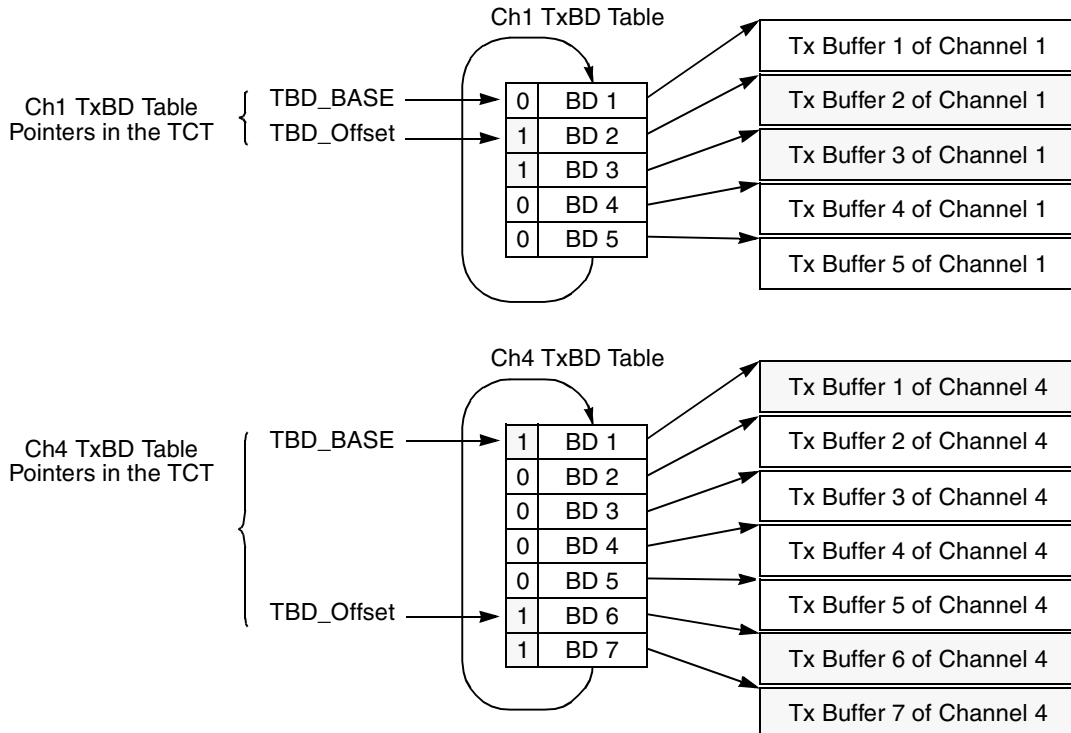 Ch1 TxBD Table
Ch1 TxBD Table
Pointers in the TCT
TBD_BASE
TBD_Offset
0 BD 1
1 BD 2
1 BD 3
0 BD 4
0 BD 5
Tx Buffer 1 of Channel 1
Tx Buffer 2 of Channel 1
Tx Buffer 3 of Channel 1
Tx Buffer 4 of Channel 1
Tx Buffer 5 of Channel 1
Ch4 TxBD Table
Ch4 TxBD Table
Pointers in the TCT
TBD_BASE
TBD_Offset
1 BD 1
0 BD 2
0 BD 3
0 BD 4
0 BD 5
1 BD 6
1 BD 7
Tx Buffer 1 of Channel 4
Tx Buffer 2 of Channel 4
Tx Buffer 3 of Channel 4
Tx Buffer 4 of Channel 4
Tx Buffer 5 of Channel 4
Tx Buffer 6 of Channel 4
Tx Buffer 7 of Channel 4